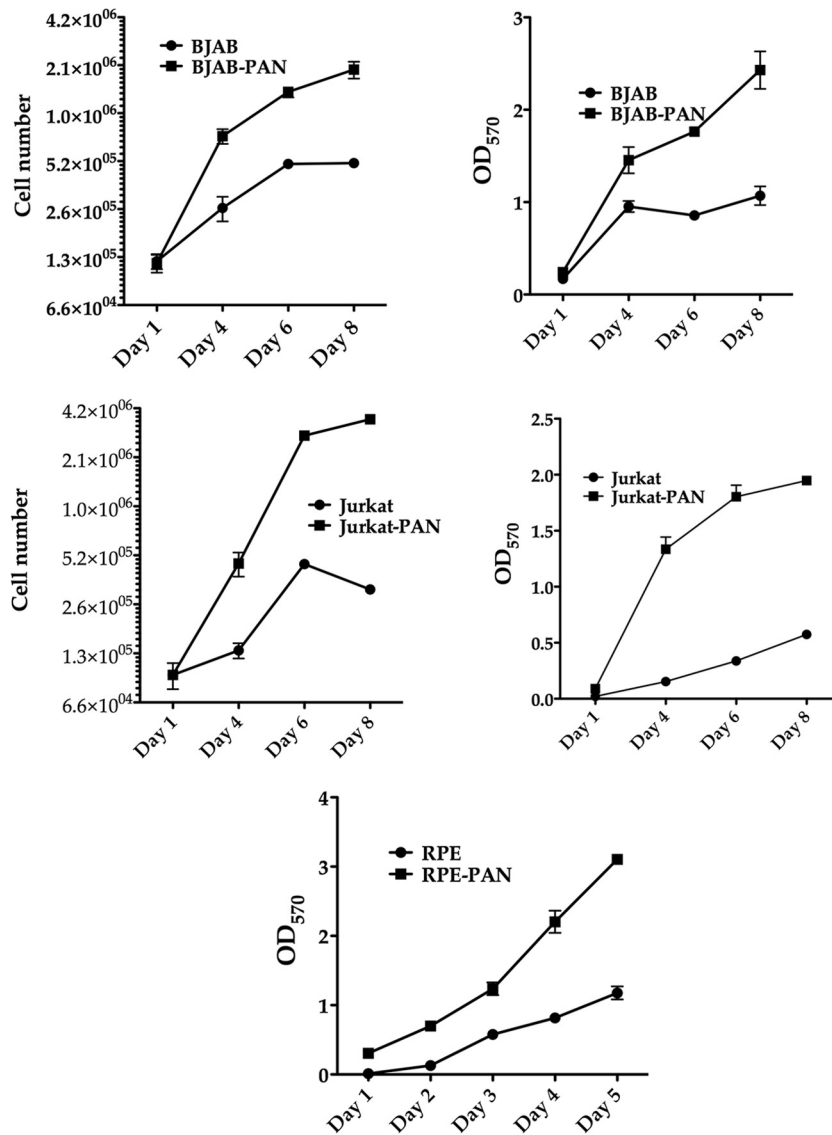 4.2×10⁰⁶
2.1×10⁰⁶
1.0×10⁰⁶
5.2×10⁰⁵
2.6×10⁰⁵
1.3×10⁰⁵
6.6×10⁰⁴
Cell number
BJAB
BJAB-PAN
Day 1
Day 4
Day 6
Day 8
3
2
1
0
OD₅₇₀
BJAB
BJAB-PAN
Day 1
Day 4
Day 6
Day 8
4.2×10⁰⁶
2.1×10⁰⁶
1.0×10⁰⁶
5.2×10⁰⁵
2.6×10⁰⁵
1.3×10⁰⁵
6.6×10⁰⁴
Cell number
Jurkat
Jurkat-PAN
Day 1
Day 4
Day 6
Day 8
2.5
2.0
1.5
1.0
0.5
0.0
OD₅₇₀
Jurkat
Jurkat-PAN
Day 1
Day 4
Day 6
Day 8
4
3
2
1
0
OD₅₇₀
RPE
RPE-PAN
Day 1
Day 2
Day 3
Day 4
Day 5